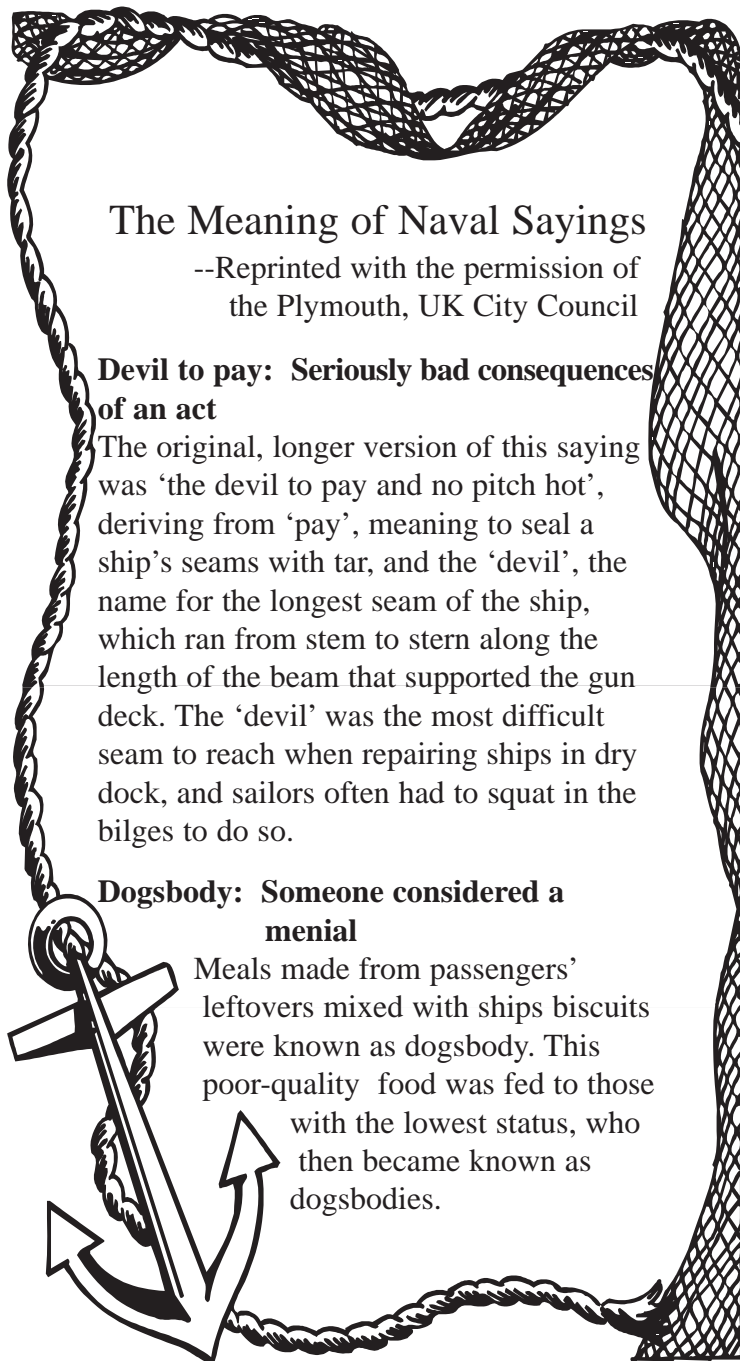 The Meaning of Naval Sayings
--Reprinted with the permission of
the Plymouth, UK City Council
Devil to pay:  Seriously bad consequences
of an act
The original, longer version of this saying
was ‘the devil to pay and no pitch hot’,
deriving from ‘pay’, meaning to seal a
ship’s seams with tar, and the ‘devil’, the
name for the longest seam of the ship,
which ran from stem to stern along the
length of the beam that supported the gun
deck. The ‘devil’ was the most difficult
seam to reach when repairing ships in dry
dock, and sailors often had to squat in the
bilges to do so.
Dogsbody:  Someone considered a
menial
Meals made from passengers’
leftovers mixed with ships biscuits
were known as dogsbody. This
poor-quality  food was fed to those
with the lowest status, who
then became known as
dogsbodies.